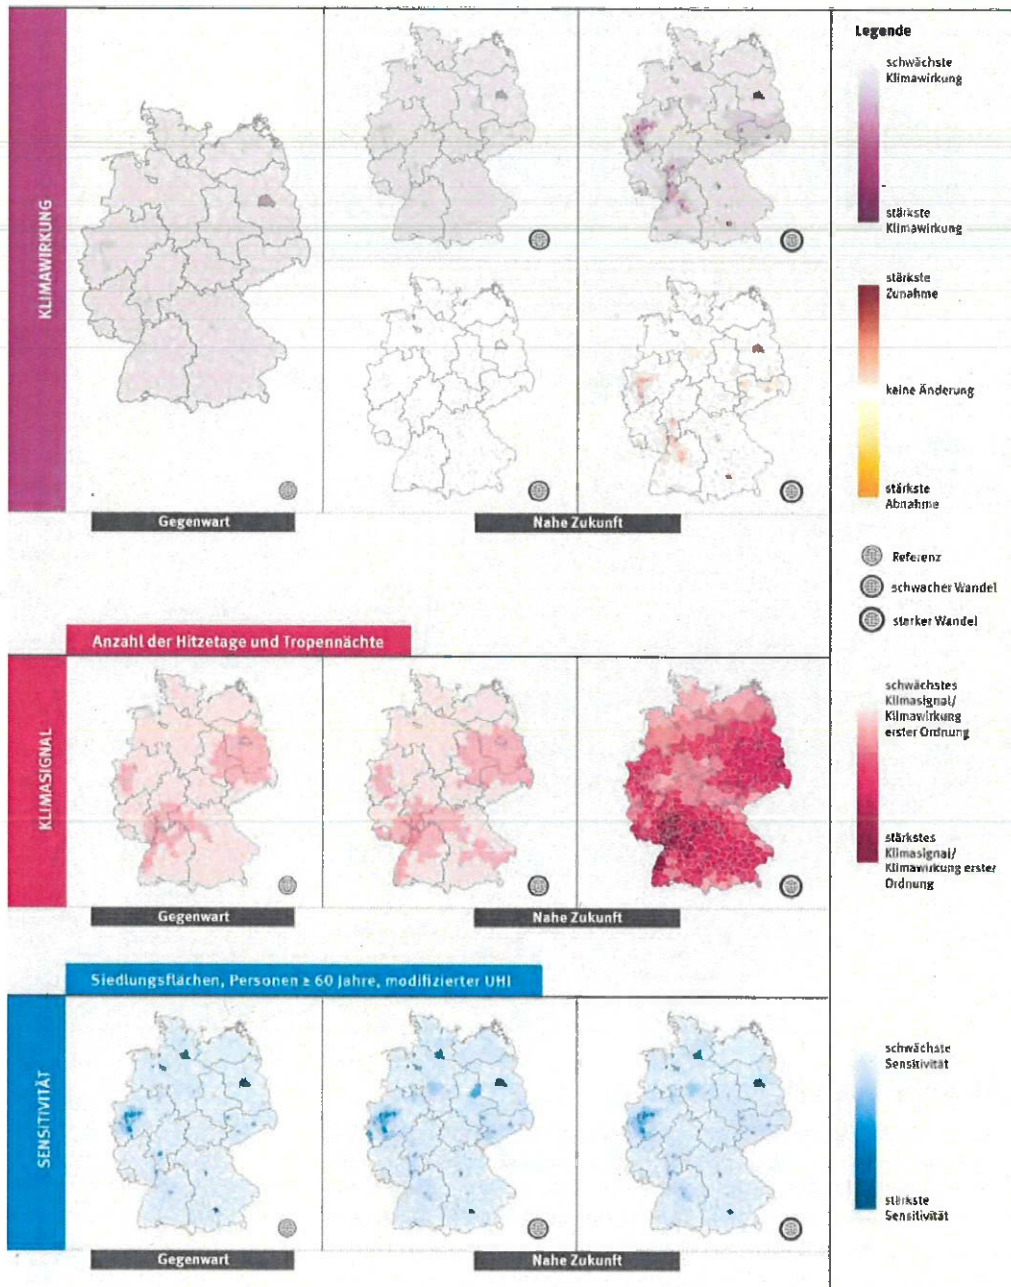 Legende
schwächste
Klimawirkung
stärkste
Klimawirkung
stärkste
Zunahme
keine Änderung
stärkste
Abnahme
KLIMAWIRKUNG
Gegenwart
Nahe Zukunft
Referenz
schwacher Wandel
starker Wandel
Anzahl der Hitzetage und Tropennächte
KLIMASIGNAL
schwächstes
Klimasignal/
Klimawirkung
erster Ordnung
stärkstes
Klimasignal/
Klimawirkung erster
Ordnung
Gegenwart
Nahe Zukunft
Siedlungsflächen, Personen ≥ 60 Jahre, modifizierter UHI
SENSITIVITÄT
schwächste
Sensitivität
stärkste
Sensitivität
Gegenwart
Nahe Zukunft